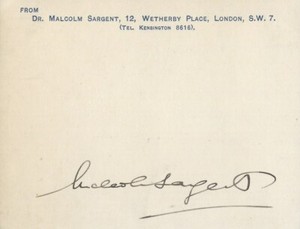 FROM
DR. MALCOLM SARGENT, 12, WETHERBY PLACE, LONDON, S.W. 7.
(TEL. KENSINGTON 8616).
Malcolm Sargent